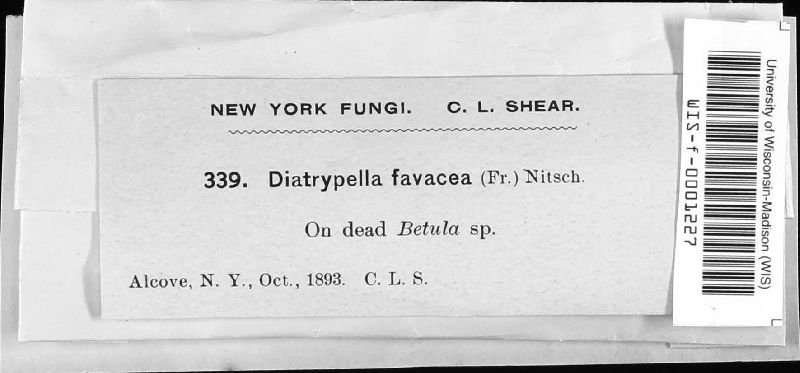 NEW YORK FUNGI. C. L. SHEAR.
339. Diatrypella favacea (Fr.) Nitsch.
On dead Betula sp.
Alcove, N. Y., Oct., 1893. C. L. S.
University of Wisconsin-Madison (WIS)
WIS-f-0001227